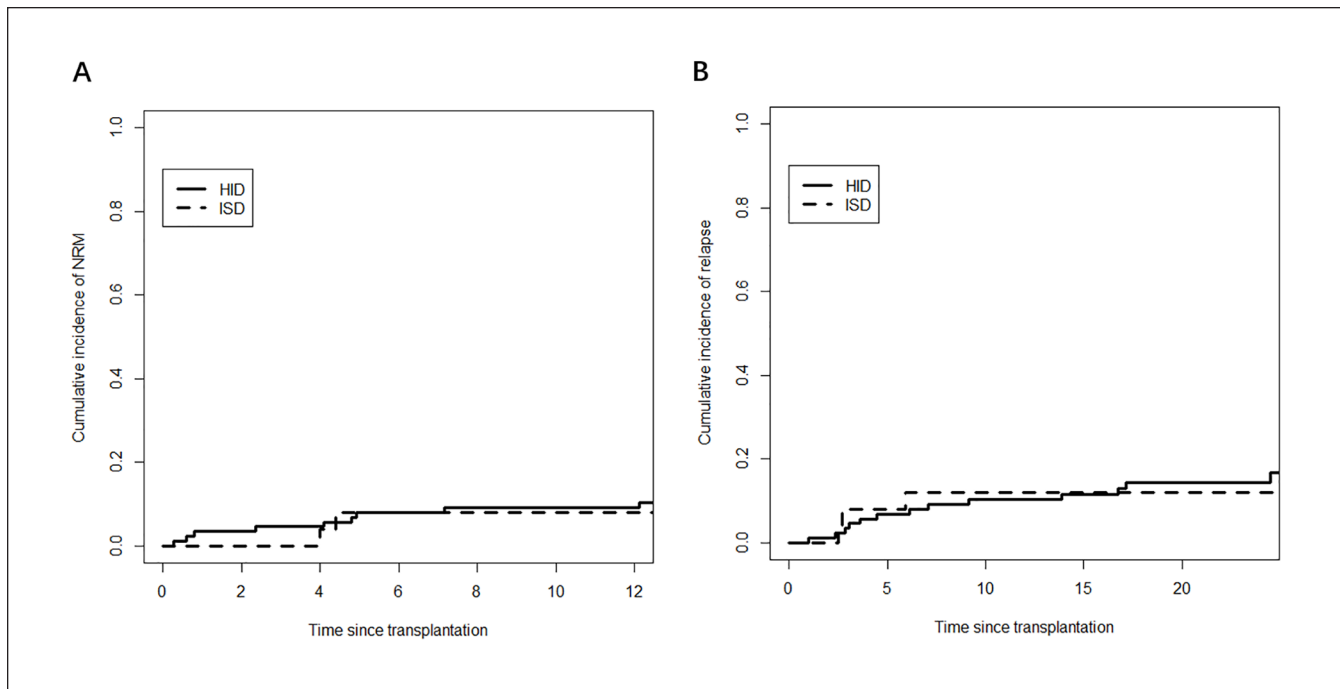 A
Cumulative incidence of NRM
1.0
0.8
0.6
0.4
0.2
0.0
HID
ISD
0 2 4 6 8 10 12
Time since transplantation
B
Cumulative incidence of relapse
1.0
0.8
0.6
0.4
0.2
0.0
HID
ISD
0 5 10 15 20
Time since transplantation